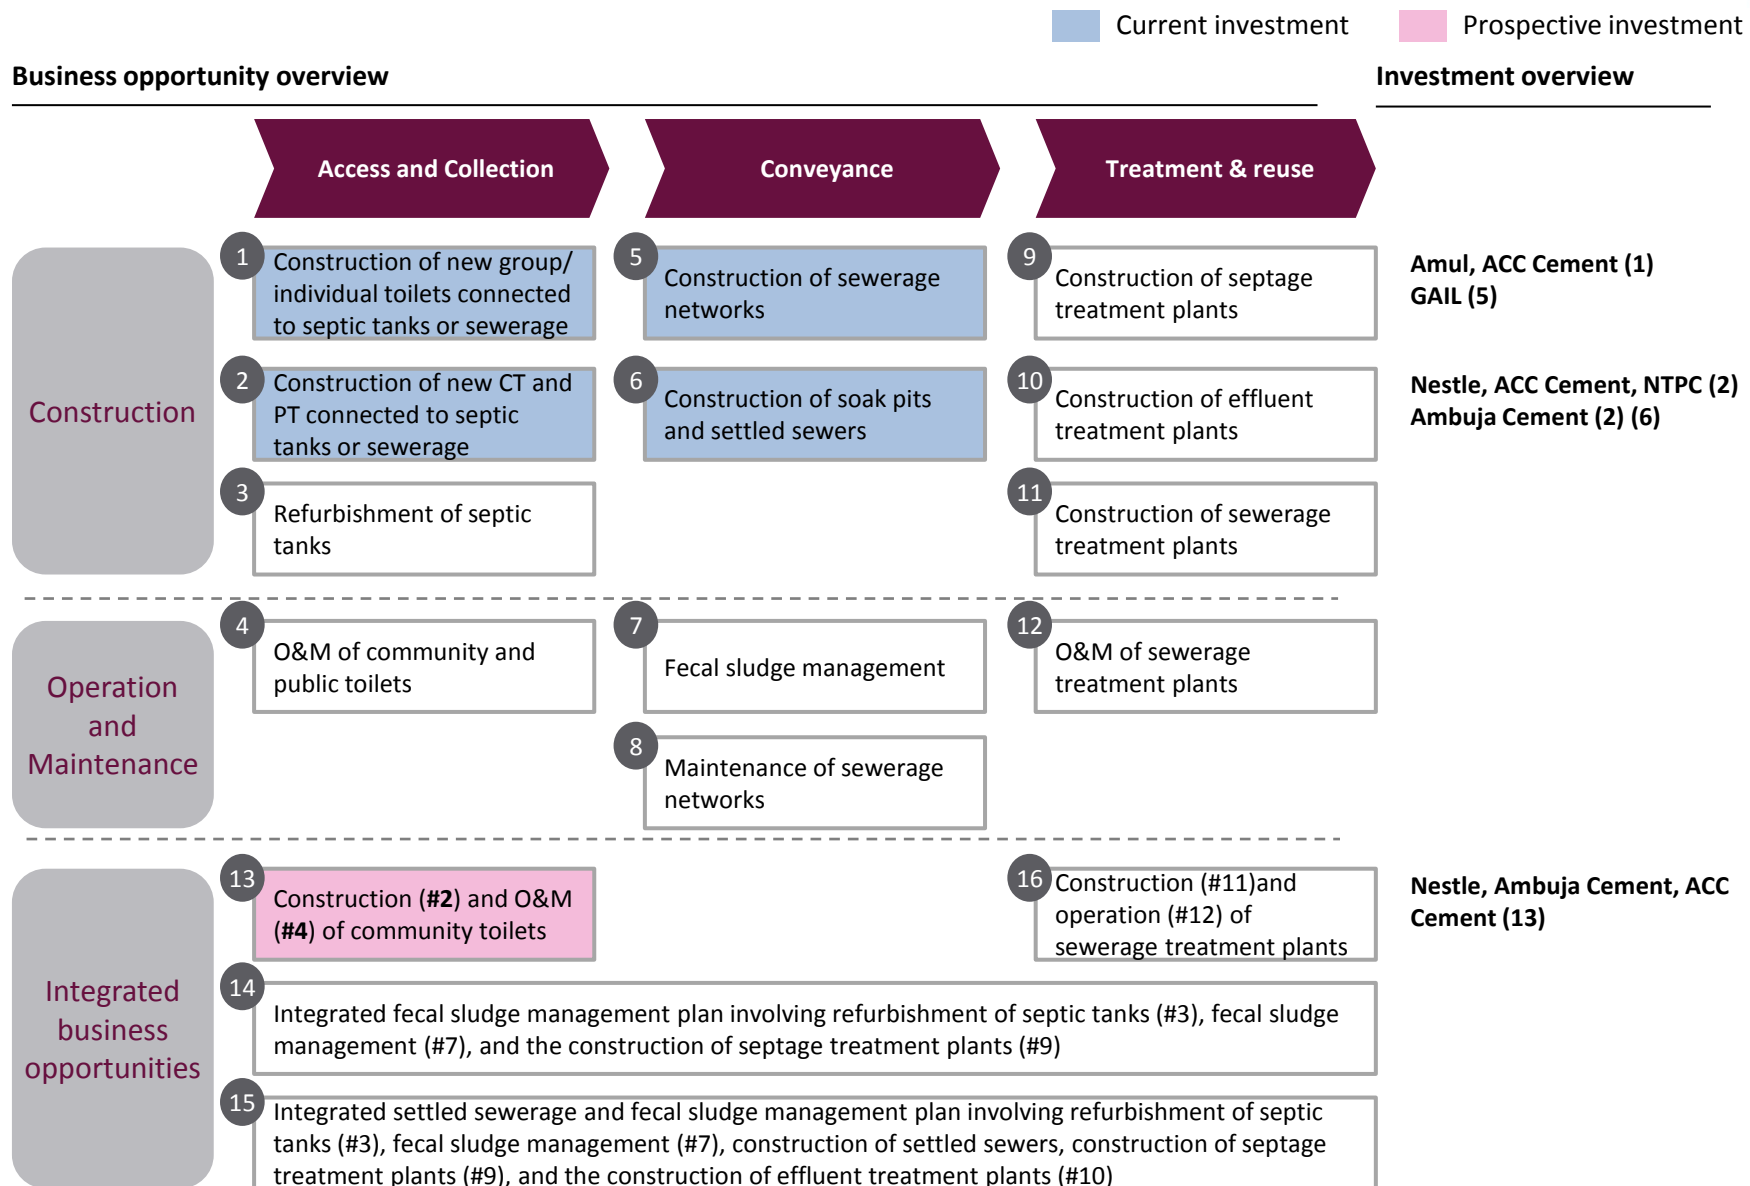 Current investment
Prospective investment
Business opportunity overview
Investment overview
Access and Collection
Conveyance
Treatment & reuse
Construction
1
Construction of new group/
individual toilets connected
to septic tanks or sewerage
5
Construction of sewerage
networks
9
Construction of septage
treatment plants
Amul, ACC Cement (1)
GAIL (5)
2
Construction of new CT and
PT connected to septic
tanks or sewerage
6
Construction of soak pits
and settled sewers
10
Construction of effluent
treatment plants
Nestle, ACC Cement, NTPC (2)
Ambuja Cement (2) (6)
3
Refurbishment of septic
tanks
11
Construction of sewerage
treatment plants
Operation
and
Maintenance
4
O&M of community and
public toilets
7
Fecal sludge management
12
O&M of sewerage
treatment plants
8
Maintenance of sewerage
networks
Integrated
business
opportunities
13
Construction (#2) and O&M
(#4) of community toilets
16
Construction (#11)and
operation (#12) of
sewerage treatment plants
Nestle, Ambuja Cement, ACC
Cement (13)
14
Integrated fecal sludge management plan involving refurbishment of septic tanks (#3), fecal sludge
management (#7), and the construction of septage treatment plants (#9)
15
Integrated settled sewerage and fecal sludge management plan involving refurbishment of septic
tanks (#3), fecal sludge management (#7), construction of settled sewers, construction of septage
treatment plants (#9), and the construction of effluent treatment plants (#10)